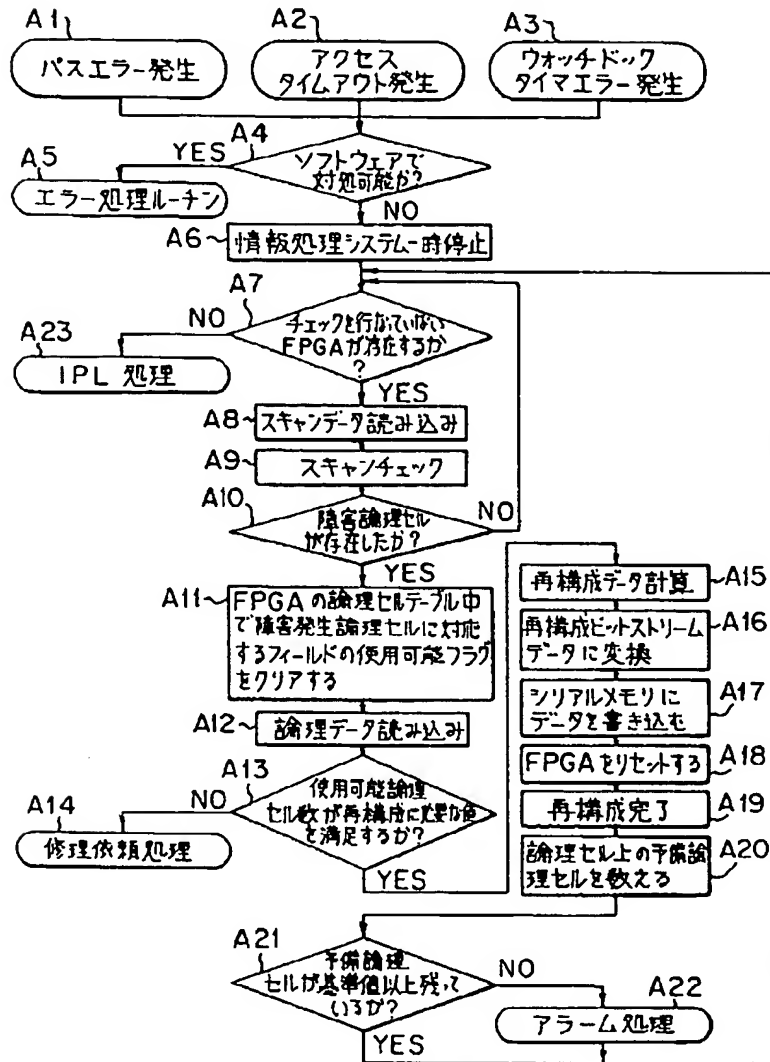 A1
パスエラー発生
A2
アクセス
タイムアウト発生
A3
ウォッチドック
タイマエラー発生
A4
ソフトウェアで
対処可能か?
YES
NO
A5
エラー処理ルーチン
A6
情報処理システム一時停止
A7
チェックを行なっていない
FPGAが存在するか
?
NO
YES
A23
IPL 処理
A8
スキャンデータ読み込み
A9
スキャンチェック
A10
障害論理セル
が存在したか?
NO
YES
A11
FPGAの論理セルテーブル中
で障害発生論理セルに対応
するフィールドの使用可能フラグ
をクリアする
A12
論理データ読み込み
A13
使用可能論理
セル数が再構成に必要な
を満足するか?
NO
YES
A14
修理依頼処理
再構成データ計算
A15
再構成ビットストリーム
データに変換
A16
シリアルメモリに
データを書き込む
A17
FPGAをリセットする
A18
再構成完了
A19
論理セル上の予備論
理セルを数える
A20
A21
予備論理
セルが基準値以上残って
いるか?
NO
YES
A22
アラーム処理